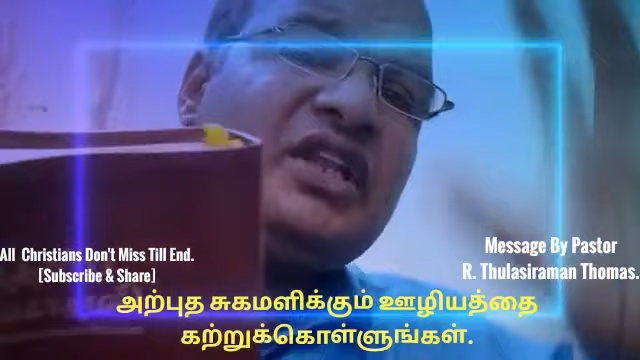 All Christians Don't Miss Till End.
[Subscribe & Share]
Message By Pastor
R. Thulasiraman Thomas.
அற்புத சுகமளிக்கும் ஊழியத்தை
கற்றுக்கொள்ளுங்கள்.